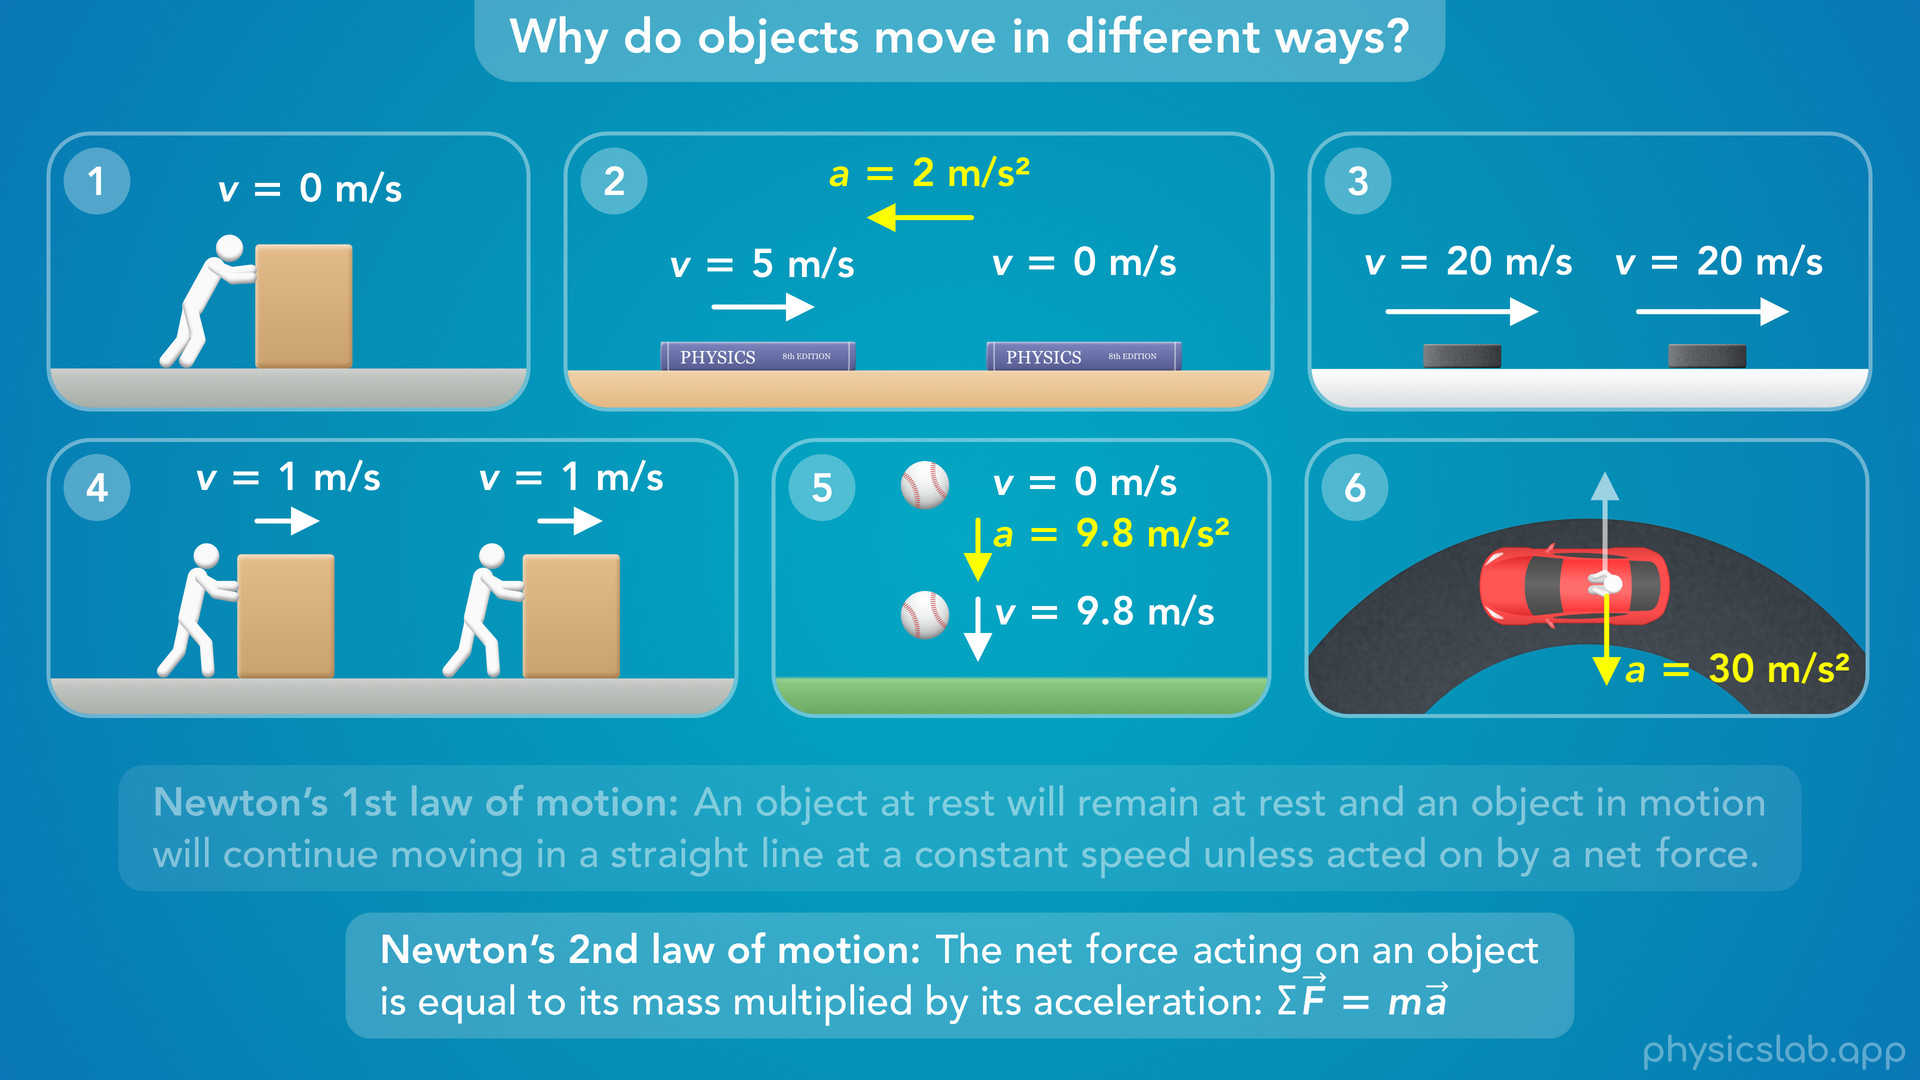 Why do objects move in different ways?
1
v = 0 m/s
2
a = 2 m/s²
v = 5 m/s
v = 0 m/s
PHYSICS 8th EDITION
PHYSICS 8th EDITION
3
v = 20 m/s
v = 20 m/s
4
v = 1 m/s
v = 1 m/s
5
v = 0 m/s
a = 9.8 m/s²
v = 9.8 m/s
6
a = 30 m/s²
Newton’s 1st law of motion: An object at rest will remain at rest and an object in motion
will continue moving in a straight line at a constant speed unless acted on by a net force.
Newton’s 2nd law of motion: The net force acting on an object
is equal to its mass multiplied by its acceleration: ΣF⃗ = ma⃗
physicslab.app